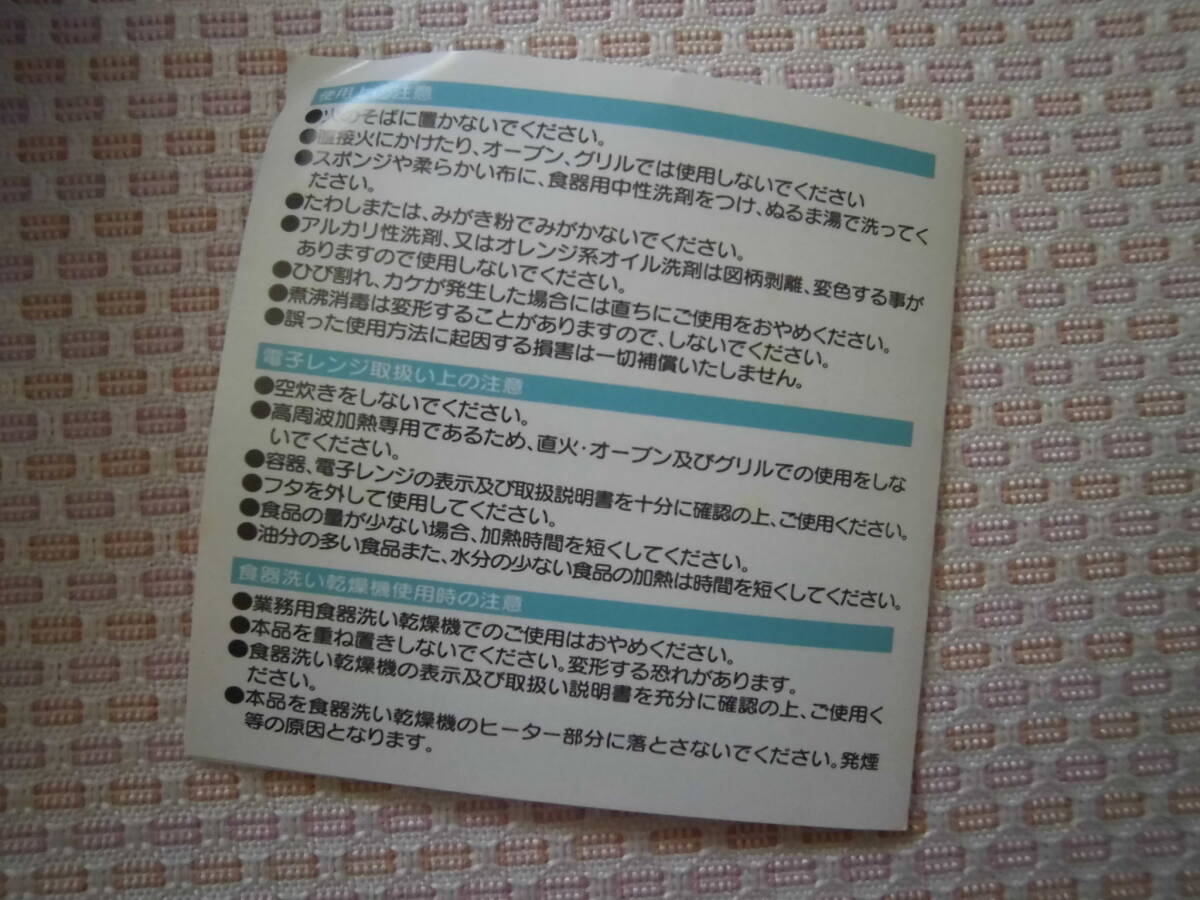 使用上の注意
●火のそばに置かないでください。
●直接火にかけたり、オーブン、グリルでは使用しないでください
●スポンジや柔らかい布に、食器用中性洗剤をつけ、ぬるま湯で洗ってく
ださい。
●たわしまたは、みがき粉でみがかないでください。
●アルカリ性洗剤、又はオレンジ系オイル洗剤は図柄剥離、変色する事が
ありますので使用しないでください。
●ひび割れ、カケが発生した場合には直ちにご使用をおやめください。
●煮沸消毒は変形することがありますので、しないでください。
●誤った使用方法に起因する損害は一切補償いたしません。
電子レンジ取扱い上の注意
●空炊きをしないでください。
●高周波加熱専用であるため、直火・オーブン及びグリルでの使用をしな
いでください。
●容器、電子レンジの表示及び取扱説明書を十分に確認の上、ご使用ください。
●フタを外して使用してください。
●食品の量が少ない場合、加熱時間を短くしてください。
●油分の多い食品また、水分の少ない食品の加熱は時間を短くしてください。
食器洗い乾燥機使用時の注意
●業務用食器洗い乾燥機でのご使用はおやめください。
●本品を重ね置きしないでください。変形する恐れがあります。
●食器洗い乾燥機の表示及び取扱い説明書を充分に確認の上、ご使用く
ださい。
●本品を食器洗い乾燥機のヒーター部分に落とさないでください。発煙
等の原因となります。